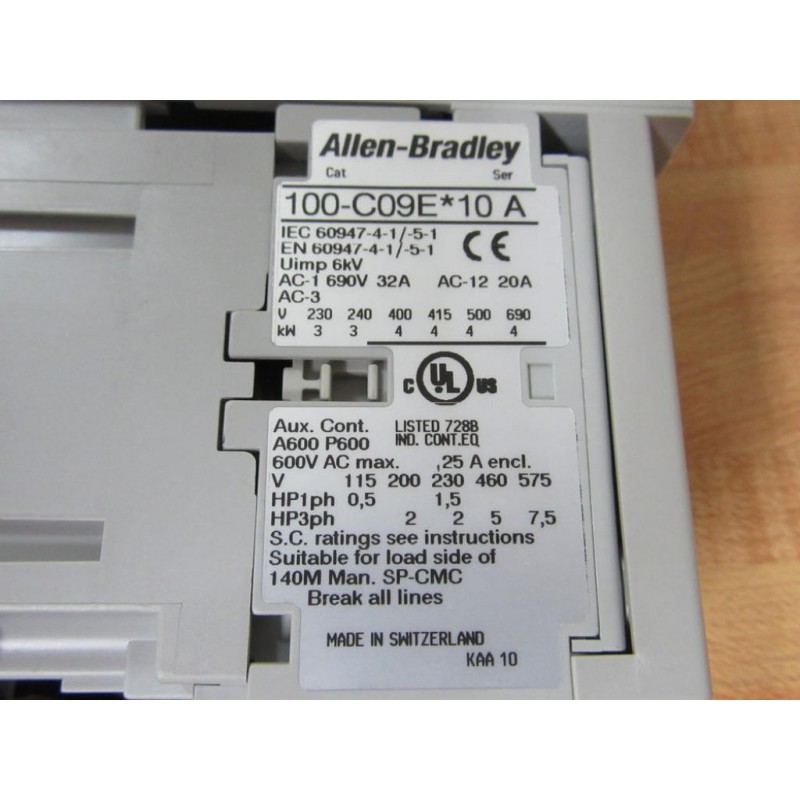 Allen-Bradley
Cat Ser
100-C09E*10 A
IEC 60947-4-1/-5-1
EN 60947-4-1/-5-1
CE
Uimp 6kV
AC-1 690V 32A AC-12 20A
AC-3
V 230 240 400 415 500 690
kW 3 3 4 4 4 4
C UL US
Aux. Cont. LISTED 728B
A600 P600 IND. CONT.EQ
600V AC max. ,25 A encl.
V 115 200 230 460 575
HP1ph 0,5 1,5
HP3ph 2 2 5 7,5
S.C. ratings see instructions
Suitable for load side of
140M Man. SP-CMC
Break all lines
MADE IN SWITZERLAND
KAA 10